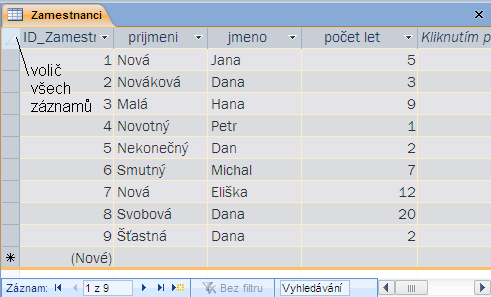 Zamestnanci
ID_Zamestr prijmeni jmeno počet let Kliknutím p
volič
všech
záznamů
1 Nová Jana 5
2 Nováková Dana 3
3 Malá Hana 9
4 Novotný Petr 1
5 Nekonečný Dan 2
6 Smutný Michal 7
7 Nová Eliška 12
8 Svobová Dana 20
9 Šťastná Dana 2
(Nové)
Záznam: 1 z 9 Bez filtru Vyhledávání